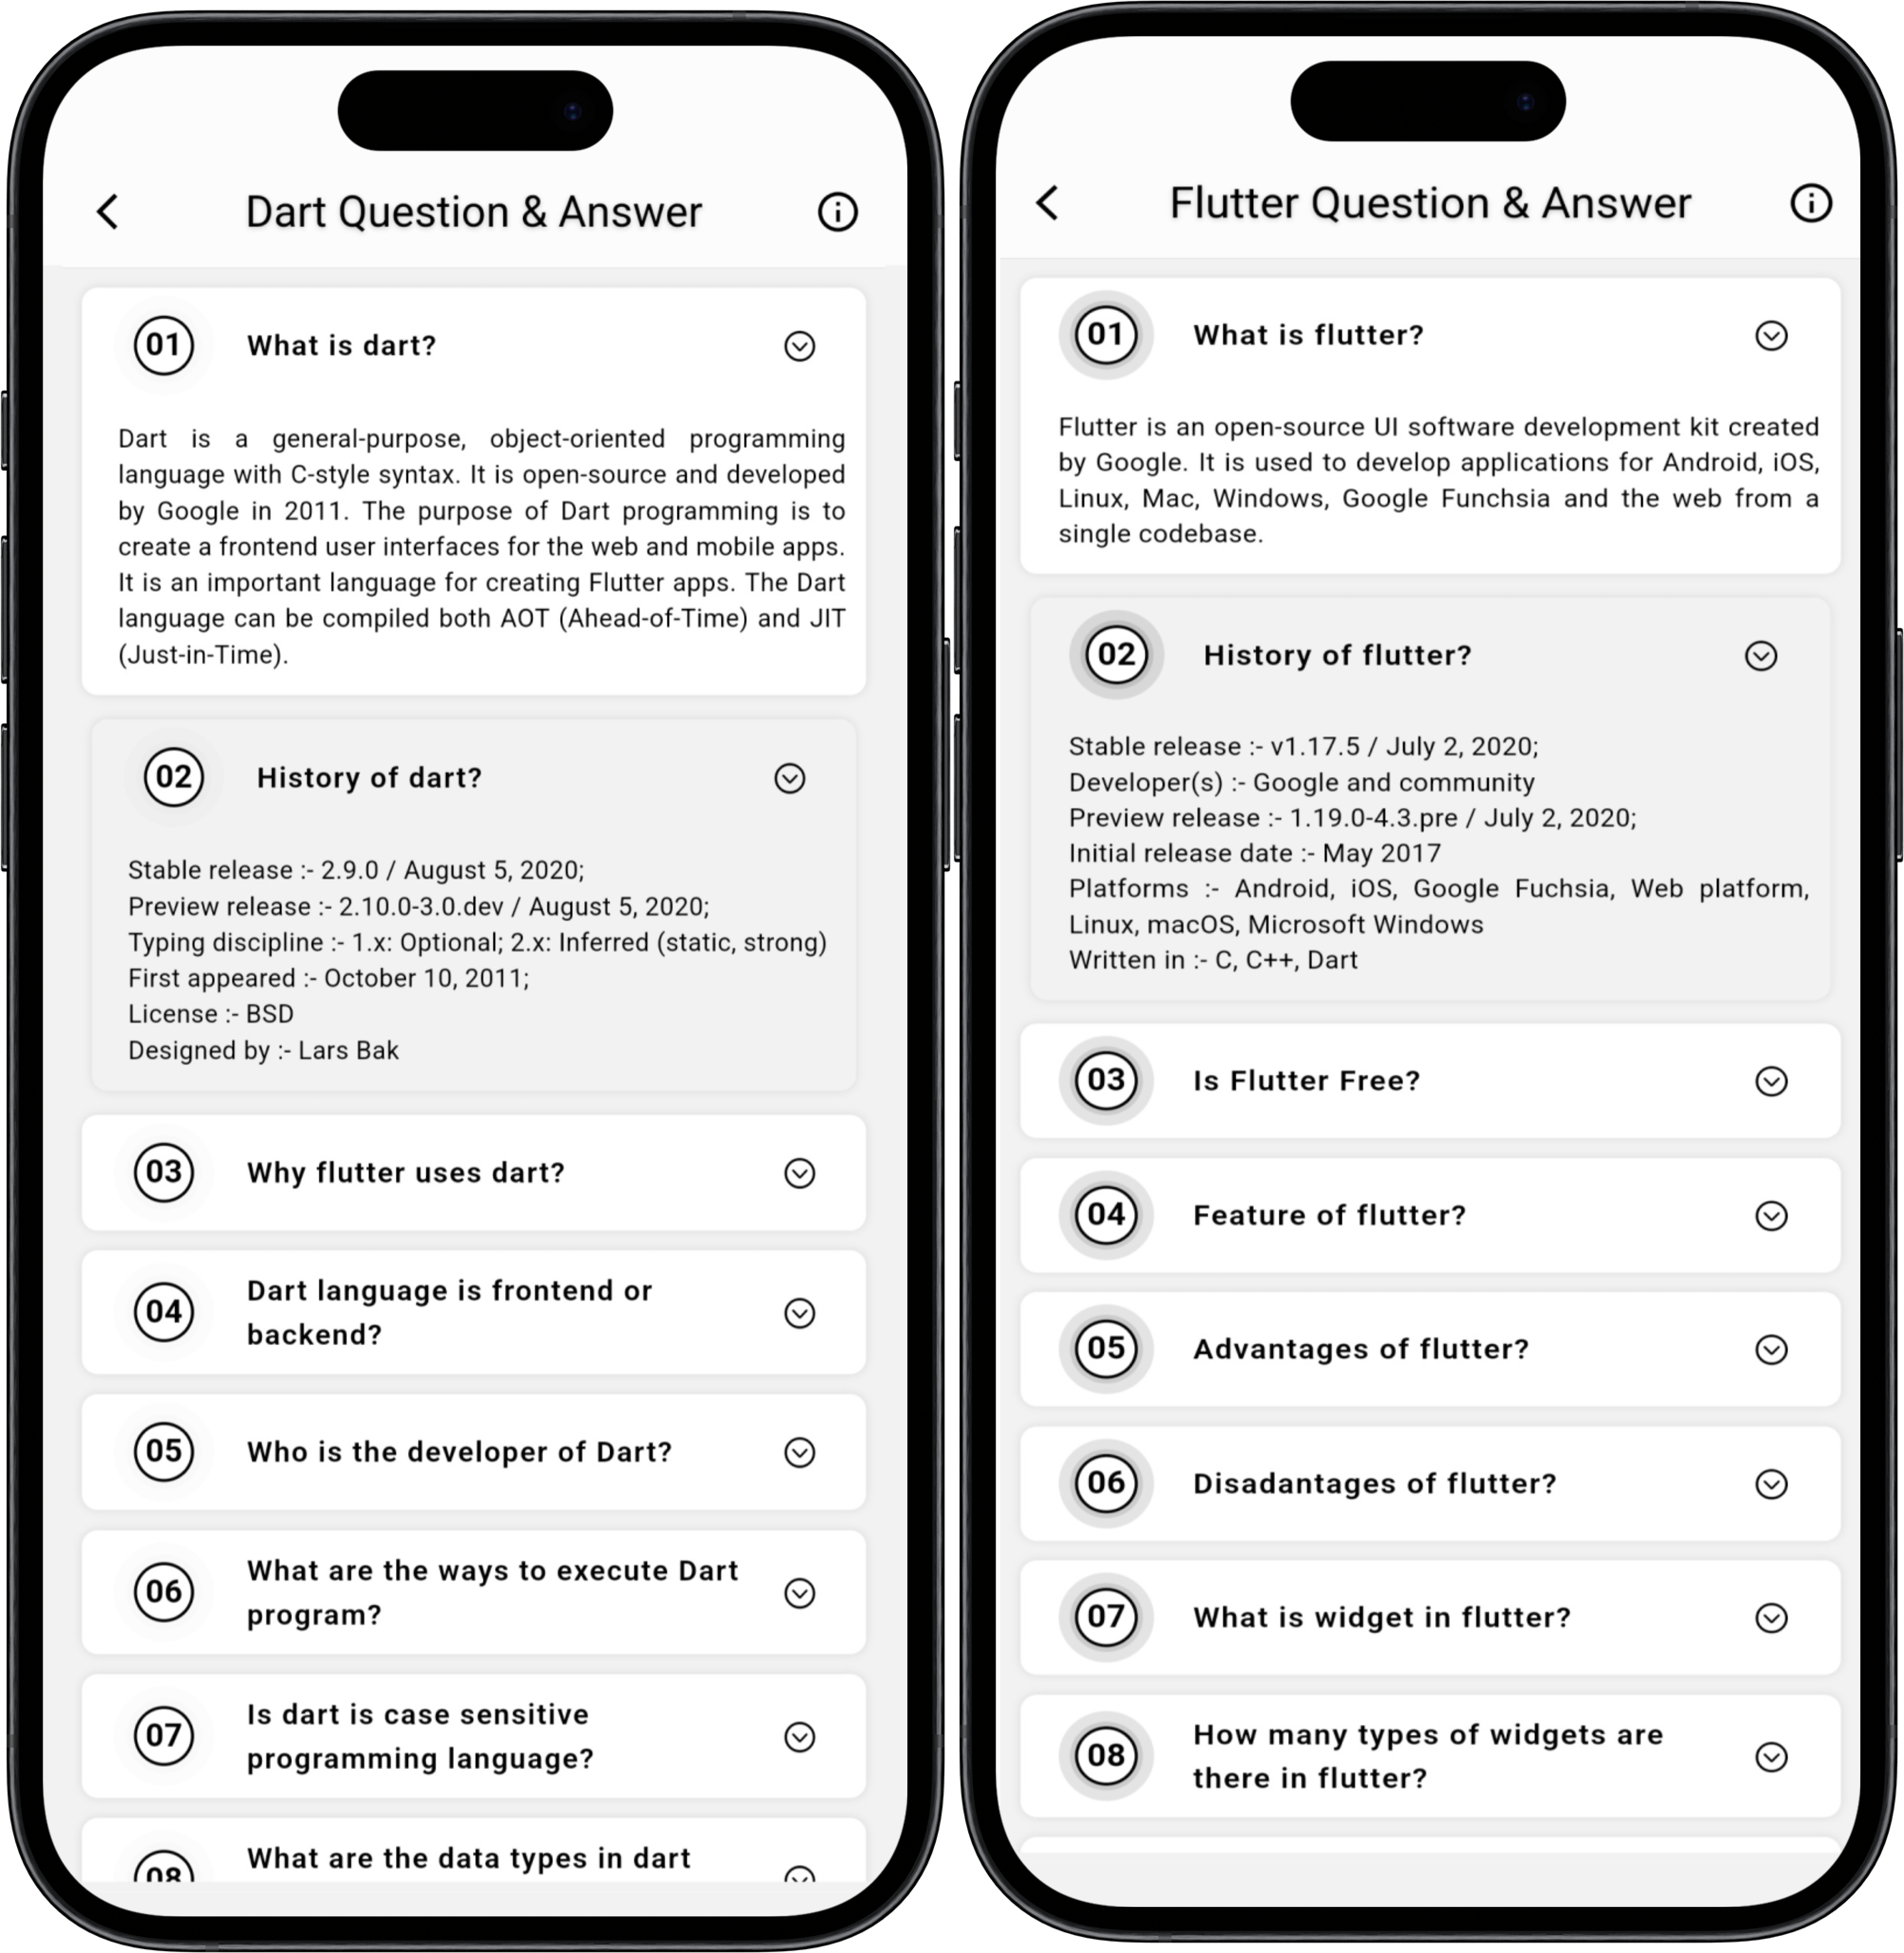 Dart Question & Answer
01
What is dart?
Dart is a general-purpose, object-oriented programming
language with C-style syntax. It is open-source and developed
by Google in 2011. The purpose of Dart programming is to
create a frontend user interfaces for the web and mobile apps.
It is an important language for creating Flutter apps. The Dart
language can be compiled both AOT (Ahead-of-Time) and JIT
(Just-in-Time).
02
History of dart?
Stable release :- 2.9.0 / August 5, 2020;
Preview release :- 2.10.0-3.0.dev / August 5, 2020;
Typing discipline :- 1.x: Optional; 2.x: Inferred (static, strong)
First appeared :- October 10, 2011;
License :- BSD
Designed by :- Lars Bak
03
Why flutter uses dart?
04
Dart language is frontend or
backend?
05
Who is the developer of Dart?
06
What are the ways to execute Dart
program?
07
Is dart is case sensitive
programming language?
08
What are the data types in dart
Flutter Question & Answer
01
What is flutter?
Flutter is an open-source UI software development kit created
by Google. It is used to develop applications for Android, iOS,
Linux, Mac, Windows, Google Funchsia and the web from a
single codebase.
02
History of flutter?
Stable release :- v1.17.5 / July 2, 2020;
Developer(s) :- Google and community
Preview release :- 1.19.0-4.3.pre / July 2, 2020;
Initial release date :- May 2017
Platforms :- Android, iOS, Google Fuchsia, Web platform,
Linux, macOS, Microsoft Windows
Written in :- C, C++, Dart
03
Is Flutter Free?
04
Feature of flutter?
05
Advantages of flutter?
06
Disadantages of flutter?
07
What is widget in flutter?
08
How many types of widgets are
there in flutter?